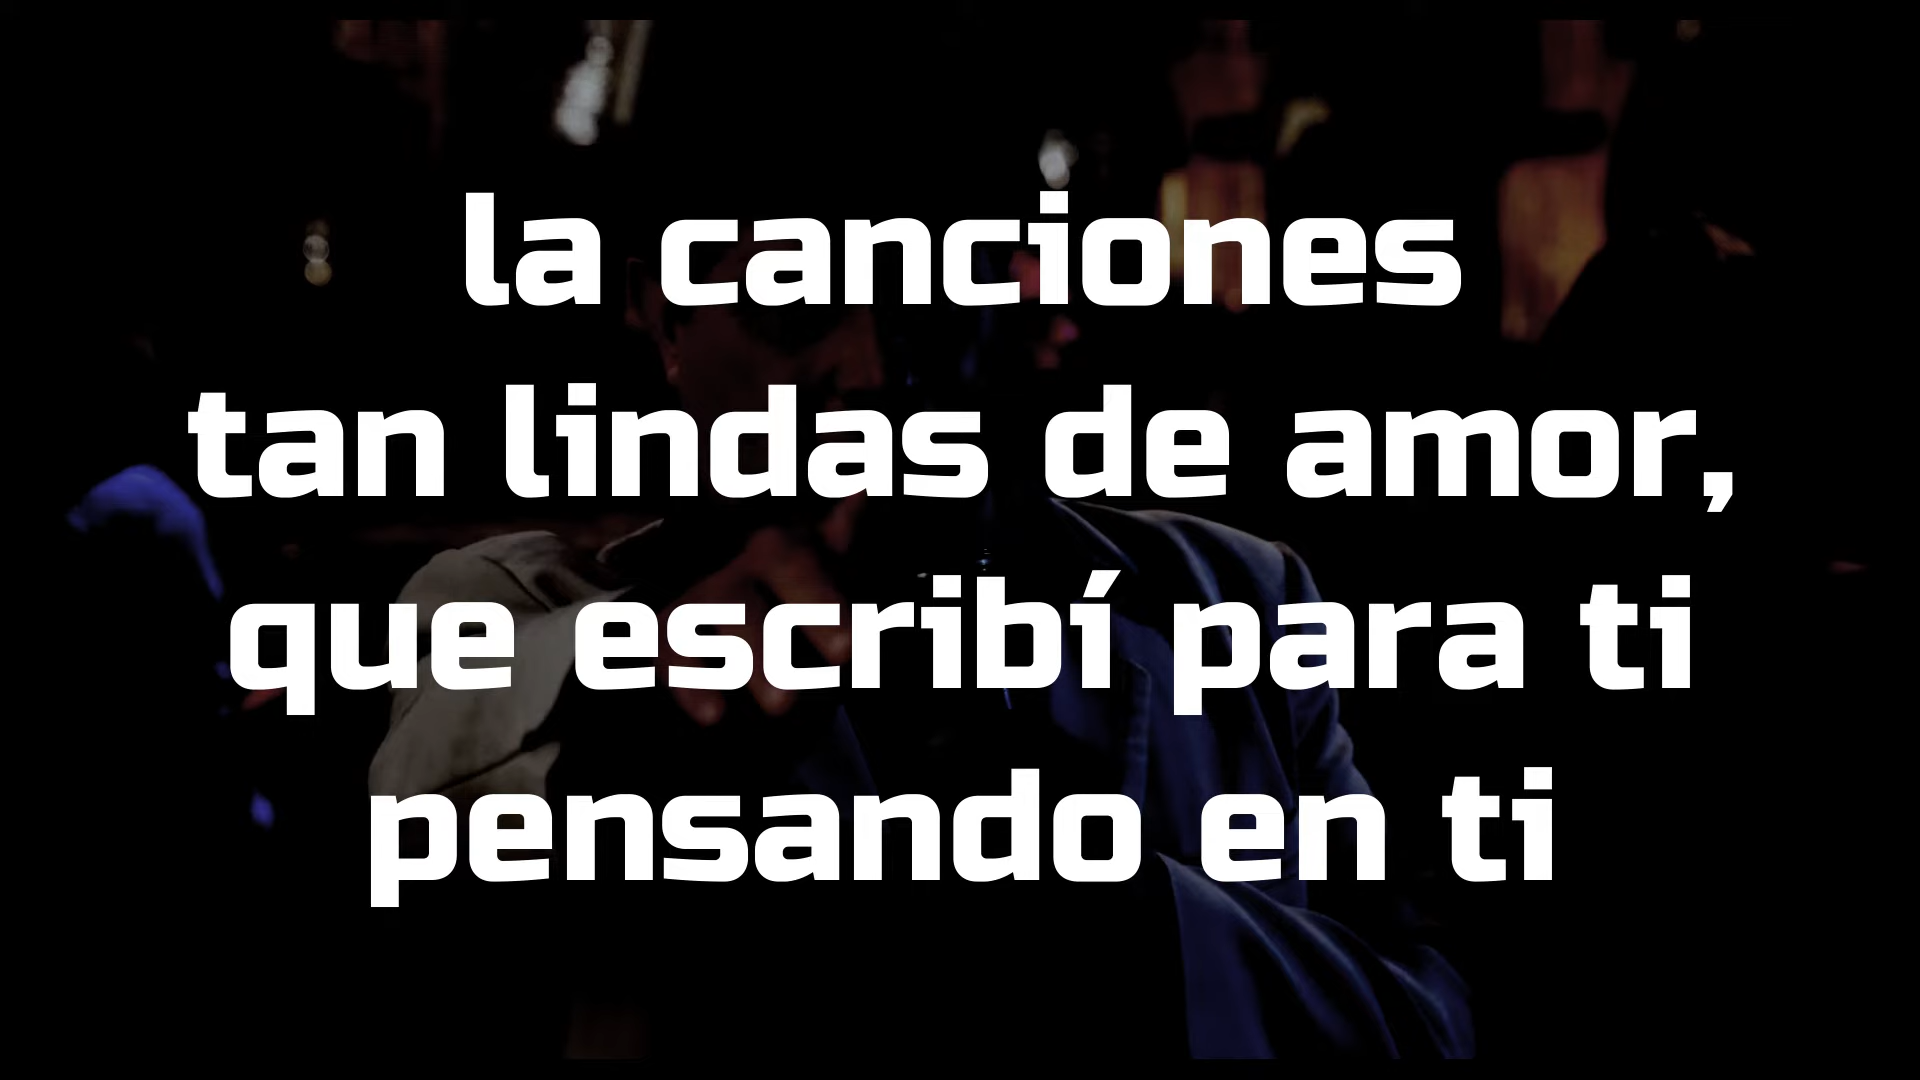 la canciones
tan lindas de amor,
que escribí para ti
pensando en ti